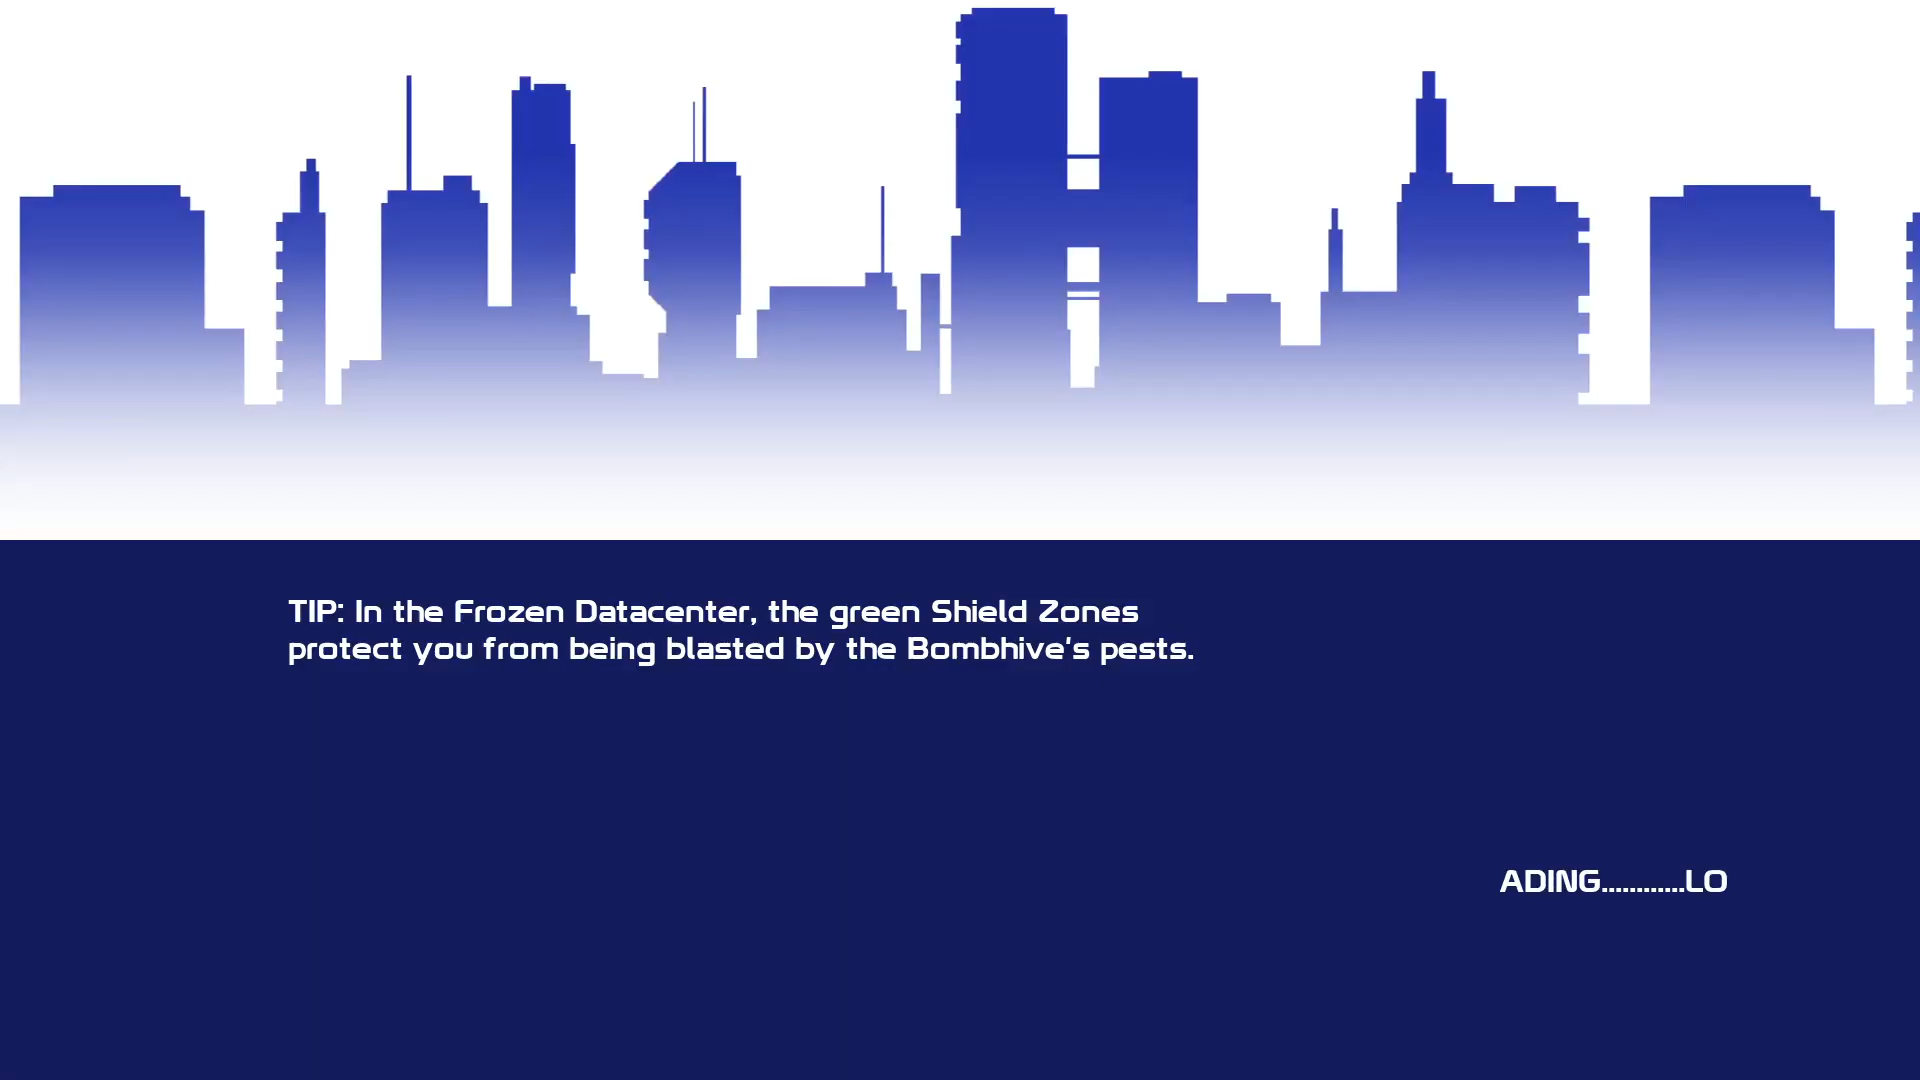 TIP: In the Frozen Datacenter, the green Shield Zones
protect you from being blasted by the Bombhive's pests.
ADING............LO